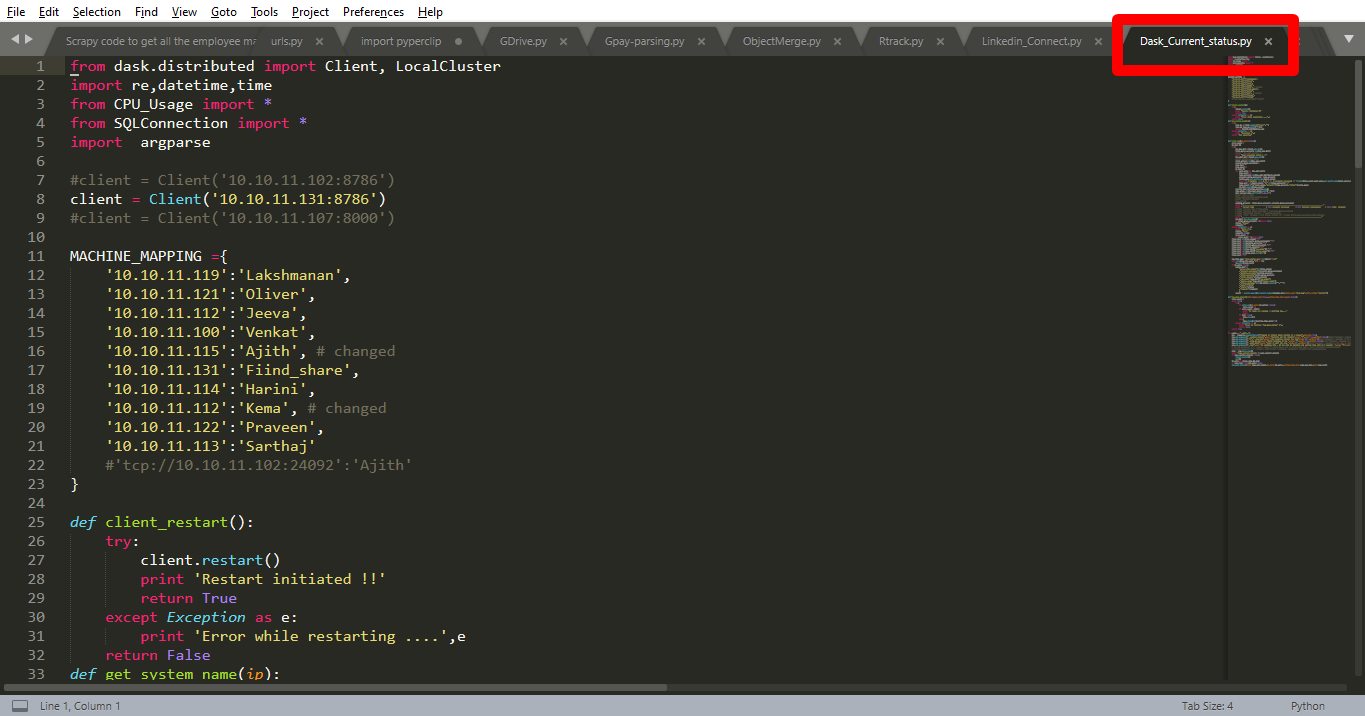 File Edit Selection Find View Goto Tools Project Preferences Help
Scrapy code to get all the employee ma urls.py × import pyperclip ● GDrive.py × Gpay-parsing.py × ObjectMerge.py × Rtrack.py × Linkedin_Connect.py × Dask_Current_status.py ×
1 from dask.distributed import Client, LocalCluster
2 import re,datetime,time
3 from CPU_Usage import *
4 from SQLConnection import *
5 import  argparse
6
7 #client = Client('10.10.11.102:8786')
8 client = Client('10.10.11.131:8786')
9 #client = Client('10.10.11.107:8000')
10
11 MACHINE_MAPPING ={
12     '10.10.11.119':'Lakshmanan',
13     '10.10.11.121':'Oliver',
14     '10.10.11.112':'Jeeva',
15     '10.10.11.100':'Venkat',
16     '10.10.11.115':'Ajith', # changed
17     '10.10.11.131':'Fiind_share',
18     '10.10.11.114':'Harini',
19     '10.10.11.112':'Kema', # changed
20     '10.10.11.122':'Praveen',
21     '10.10.11.113':'Sarthaj'
22     #'tcp://10.10.11.102:24092':'Ajith'
23 }
24
25 def client_restart():
26     try:
27         client.restart()
28         print 'Restart initiated !!'
29         return True
30     except Exception as e:
31         print 'Error while restarting ....',e
32     return False
33 def get_system_name(ip):
Line 1, Column 1 Tab Size: 4 Python